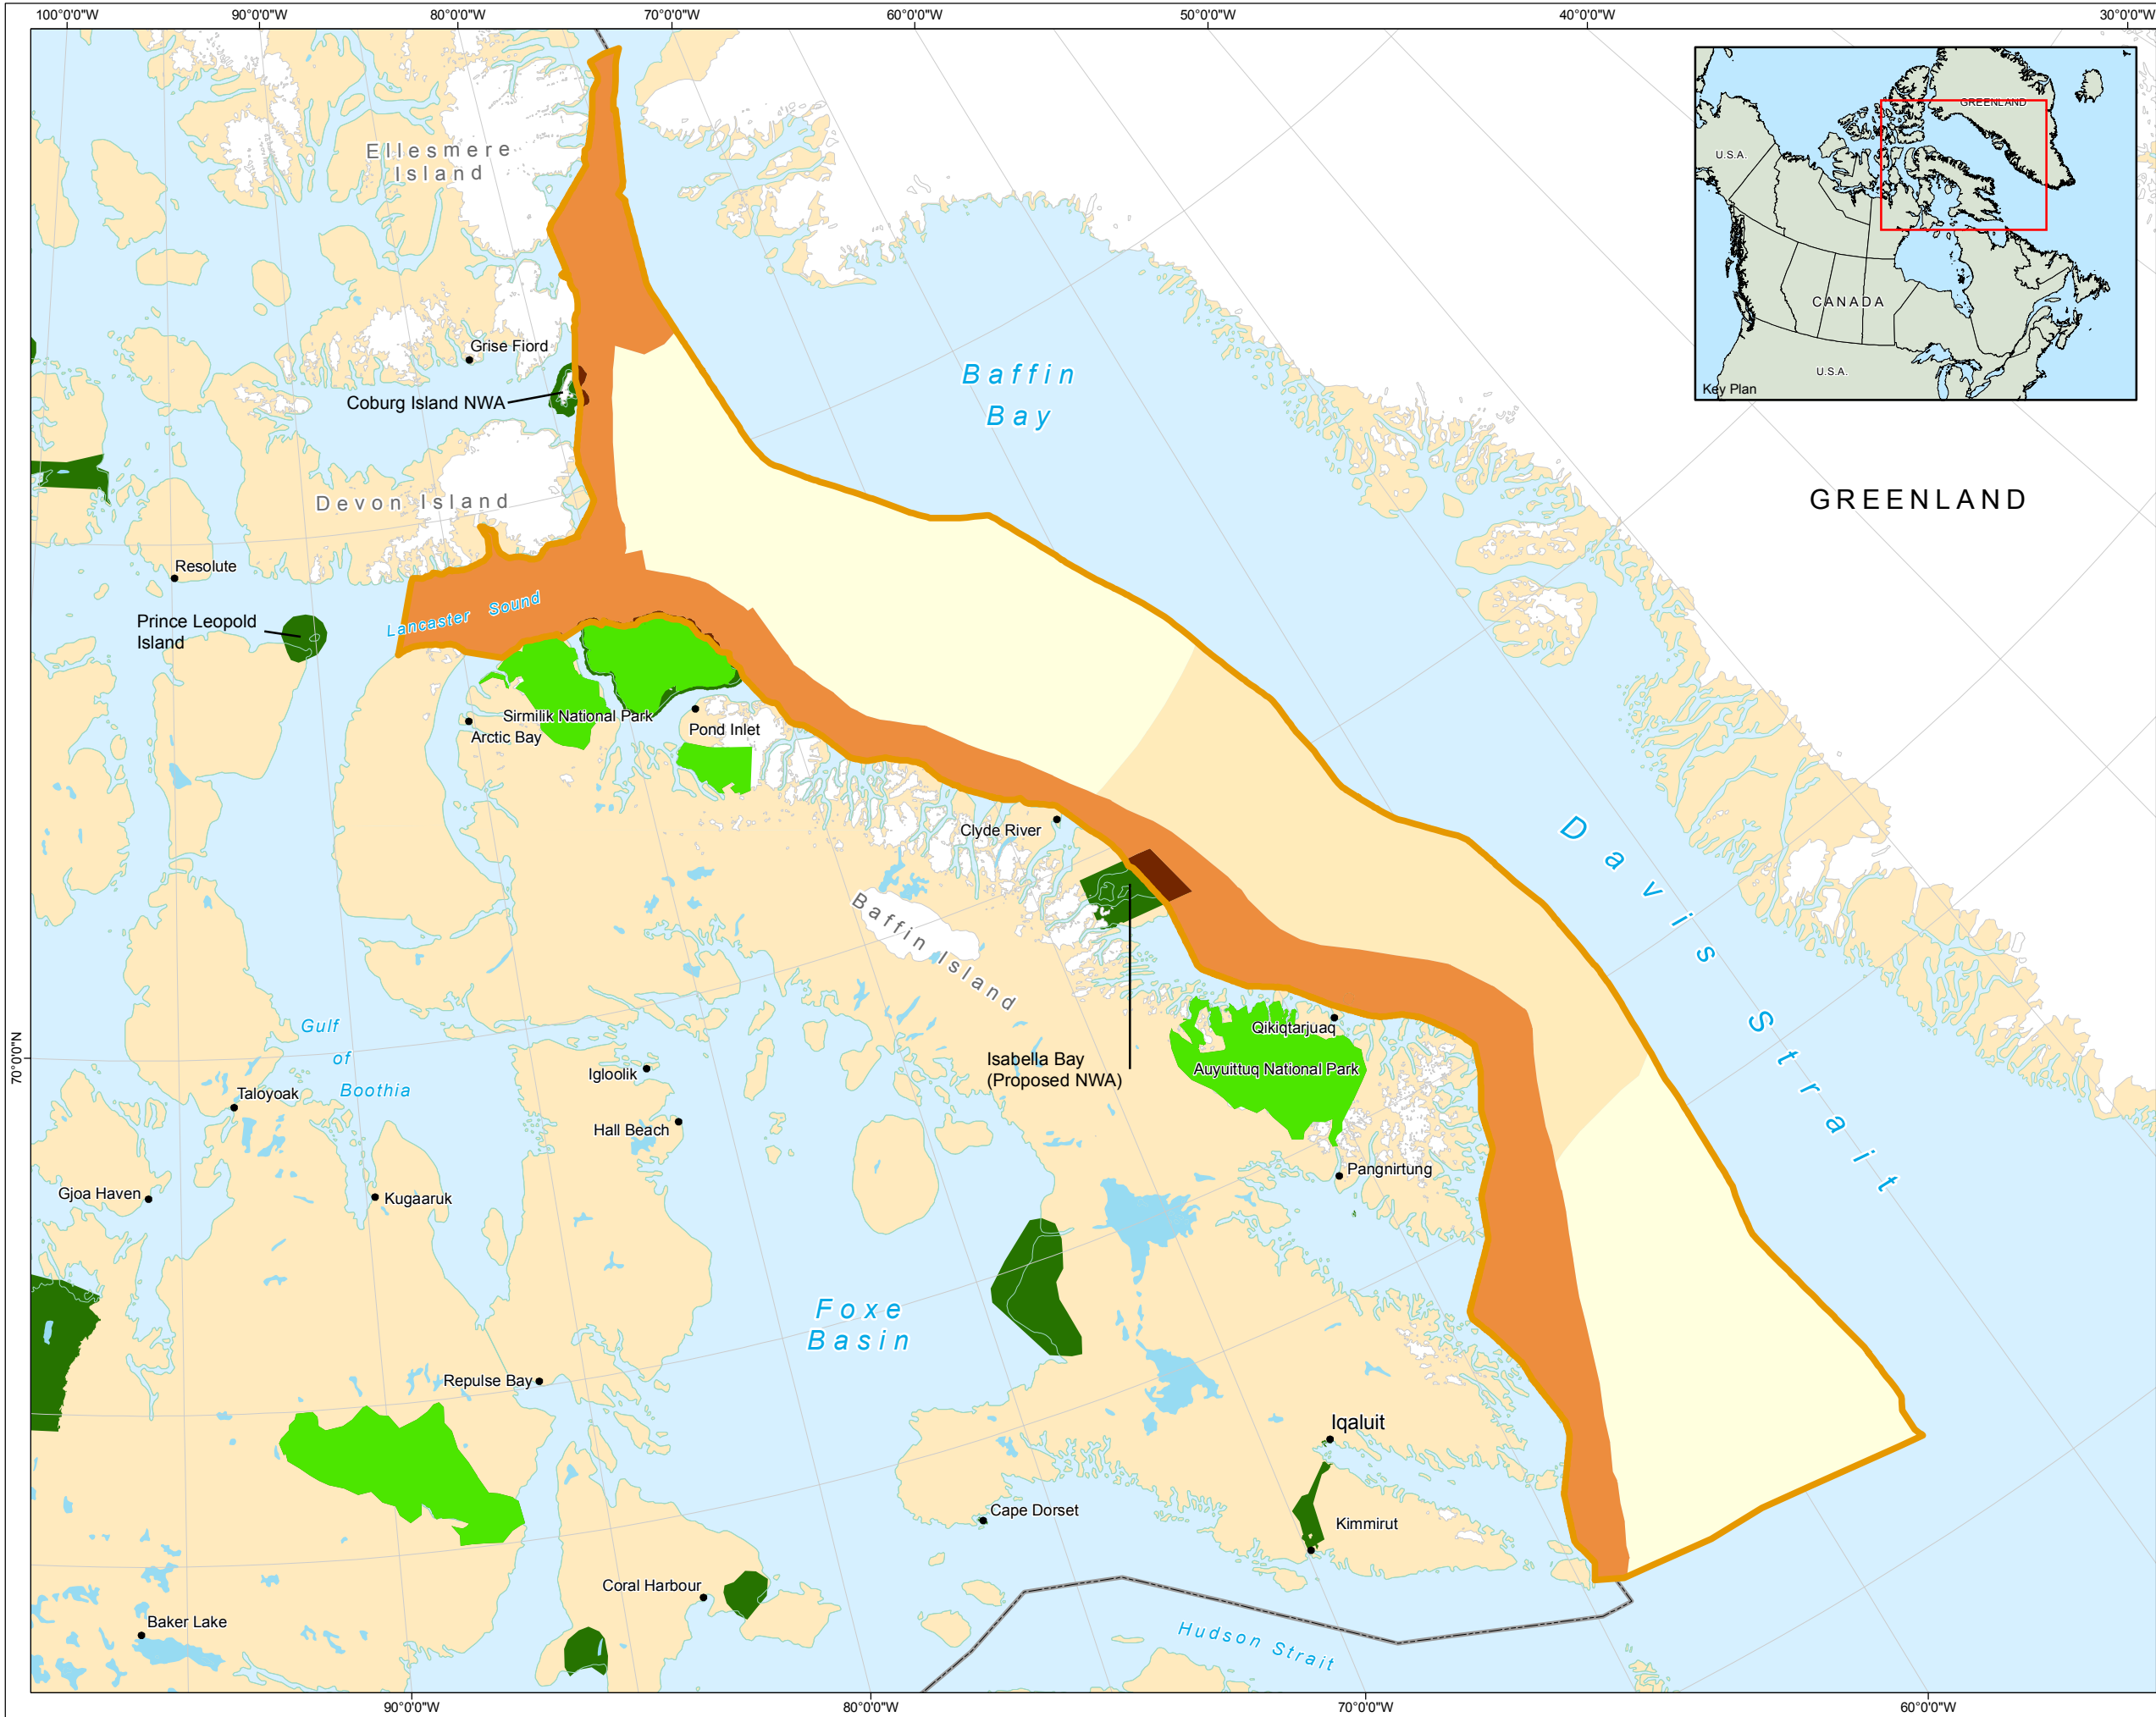 100°0'0"W
90°0'0"W
80°0'0"W
70°0'0"W
60°0'0"W
50°0'0"W
40°0'0"W
30°0'0"W
GREENLAND
U.S.A.
CANADA
U.S.A.
Key Plan
Ellesmere
Island
Grise Fiord
Coburg Island NWA
Baffin
Bay
Devon Island
GREENLAND
Resolute
Prince Leopold
Island
Lancaster Sound
Sirmilik National Park
Arctic Bay
Pond Inlet
Clyde River
Davis Strait
Baffin Island
Gulf
of
Boothia
70°0'0"N
Qikiqtarjuaq
Isabella Bay
(Proposed NWA)
Auyuittuq National Park
Igloolik
Taloyoak
Hall Beach
Pangnirtung
Gjoa Haven
Kugaaruk
Foxe
Basin
Repulse Bay
Iqaluit
Cape Dorset
Kimmirut
Coral Harbour
Baker Lake
Hudson Strait
90°0'0"W
80°0'0"W
70°0'0"W
60°0'0"W